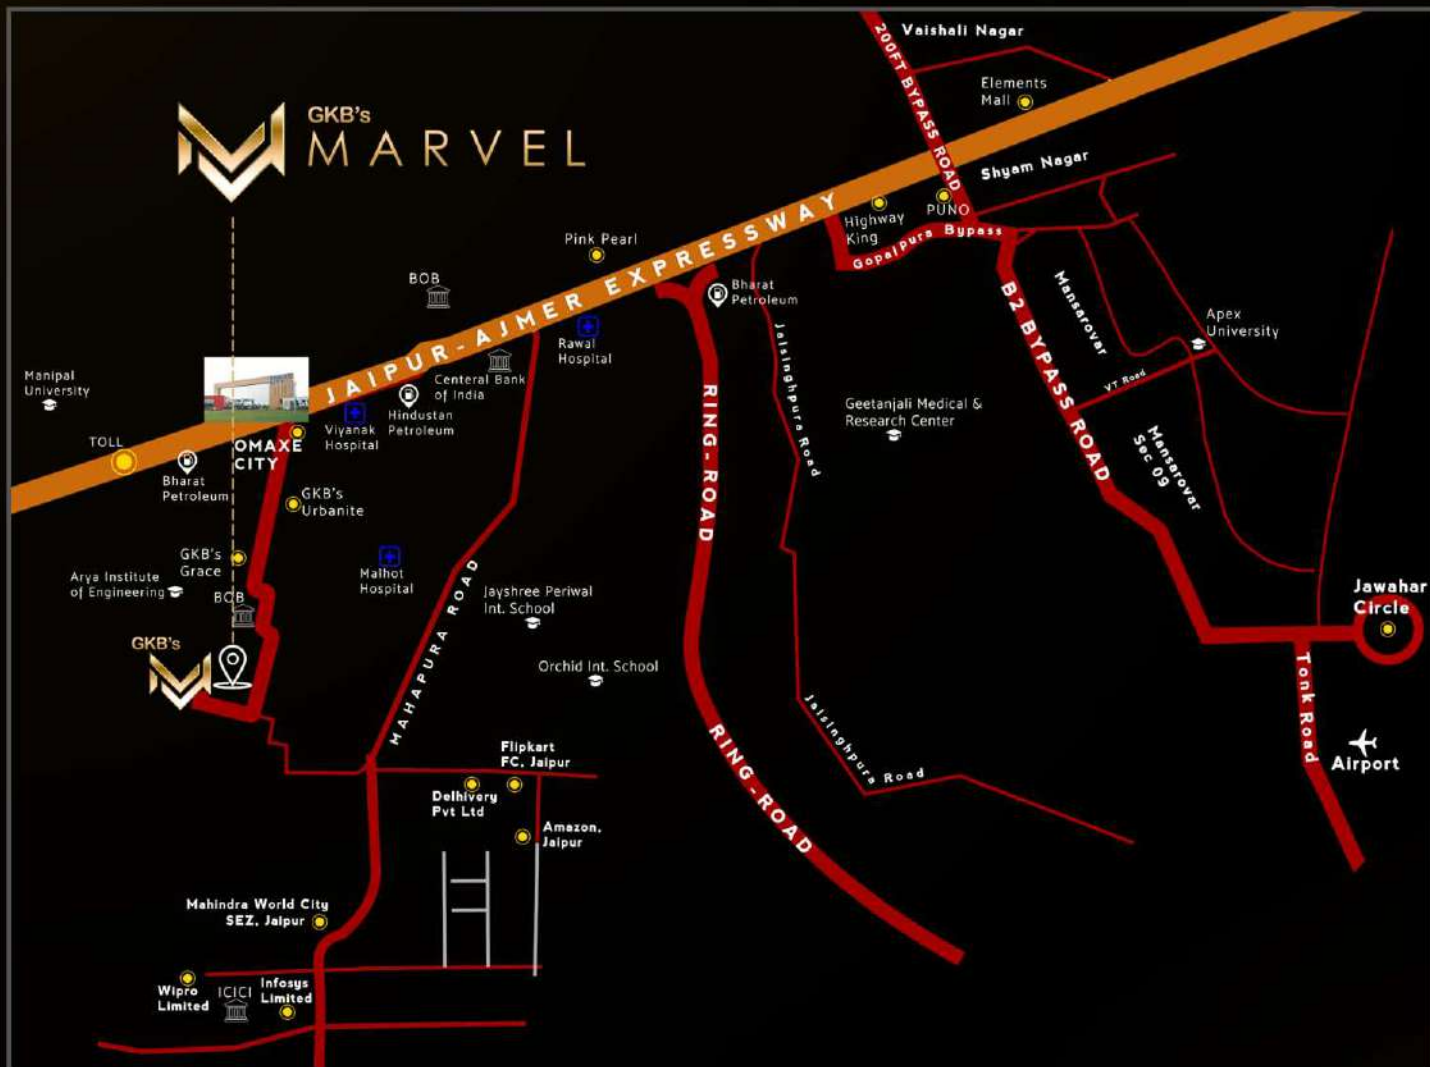 Vaishali Nagar
200FT BYPASS ROAD
Elements
Mall
GKB's
MARVEL
Shyam Nagar
PUNO
Highway
King
Gopalpura Bypass
Pink Pearl
JAIPUR-AJMER EXPRESSWAY
BOB
Bharat
Petroleum
B2 BYPASS ROAD
Mansarovar
Apex
University
Rawal
Hospital
Jaisinghpura Road
VT Road
Manipal
University
Centeral Bank
of India
Hindustan
Petroleum
Viyanak
Hospital
RING-ROAD
Geetanjali Medical &
Research Center
Mansarovar
Sec 09
TOLL
OMAXE
CITY
Bharat
Petroleum
GKB's
Urbanite
GKB's
Grace
Arya Institute
of Engineering
BOB
Malhot
Hospital
MAHAPURA ROAD
Jayshree Periwal
Int. School
Jawahar
Circle
GKB's
Orchid Int. School
Tonk Road
Airport
Jaisinghpura Road
RING-ROAD
Flipkart
FC, Jaipur
Delhivery
Pvt Ltd
Amazon,
Jaipur
Mahindra World City
SEZ, Jaipur
Wipro
Limited
ICICI
Infosys
Limited